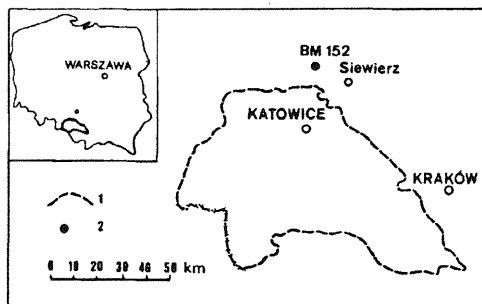 WARSZAWA
BM 152
Siewierz
KATOWICE
KRAKÓW
1
2
0 10 20 30 40 50 km